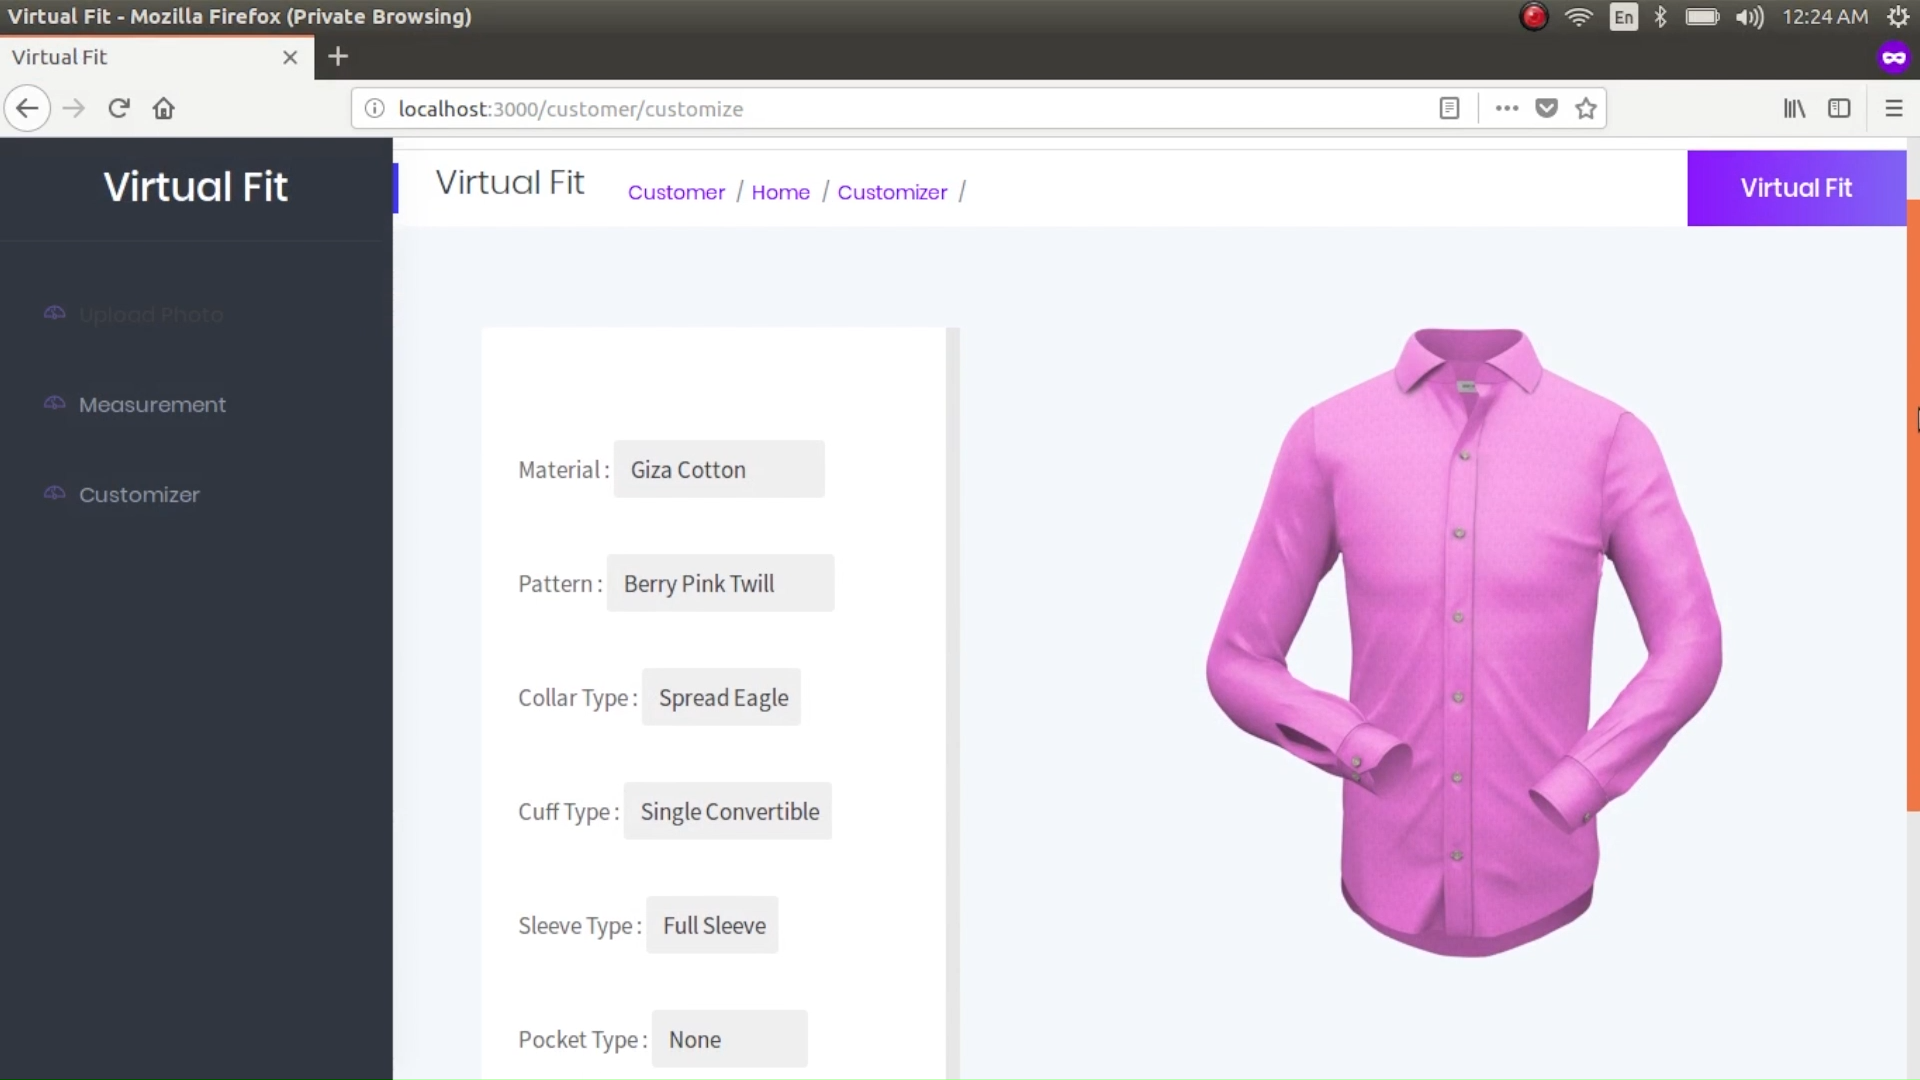 Virtual Fit - Mozilla Firefox (Private Browsing)
En
12:24 AM
Virtual Fit
localhost:3000/customer/customize
Virtual Fit
Virtual Fit
Customer / Home / Customizer /
Virtual Fit
Upload Photo
Measurement
Customizer
Material : Giza Cotton
Pattern : Berry Pink Twill
Collar Type : Spread Eagle
Cuff Type : Single Convertible
Sleeve Type : Full Sleeve
Pocket Type : None